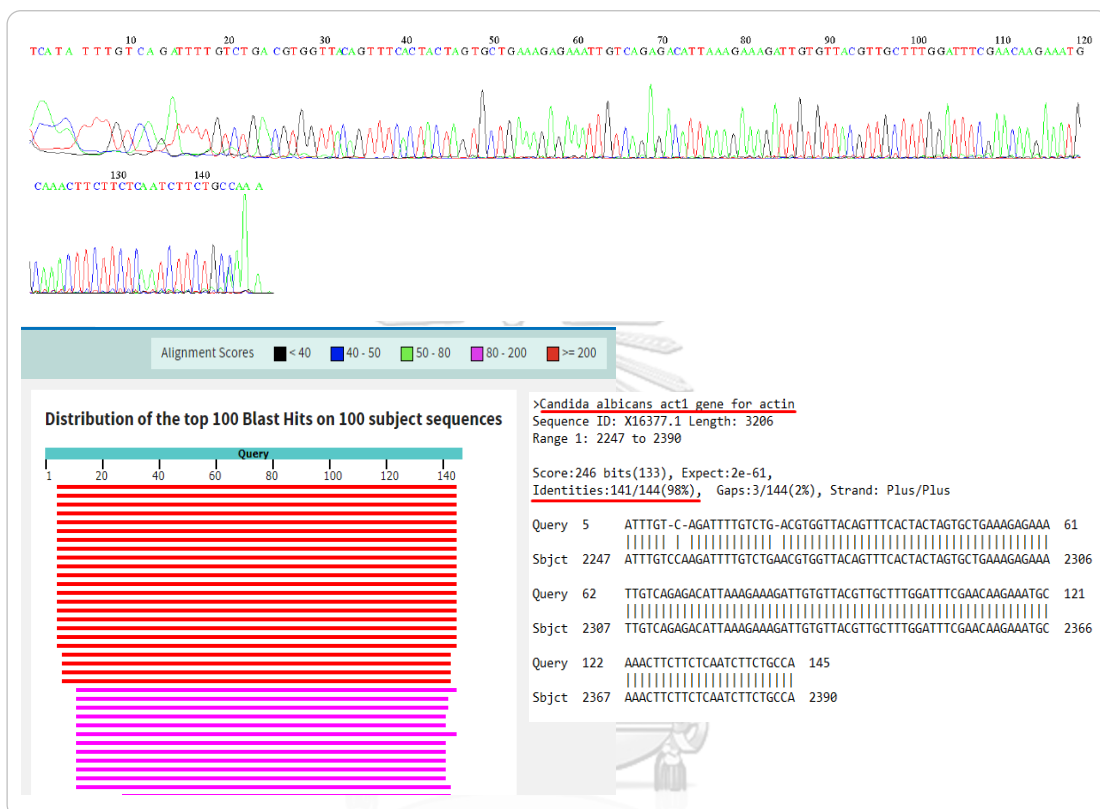 10 20 30 40 50 60 70 80 90 100 110 120
TCATA TTTGTCAGATTTTGTCTGACGTGGTTACAGTTTCACTACTAGTGCTGAAAGAGAAATTGTCAGAGACATTAAAGAAAGATTGTGTTACGTTGCTTTGGATTTCGAACAAGAAATG
130 140
CAAACTTCTTCTCAATCTTCTGCCAA A
Alignment Scores < 40 40 - 50 50 - 80 80 - 200 >= 200
Distribution of the top 100 Blast Hits on 100 subject sequences
Query
1 20 40 60 80 100 120 140
>Candida albicans act1 gene for actin
Sequence ID: X16377.1 Length: 3206
Range 1: 2247 to 2390
Score:246 bits(133), Expect:2e-61,
Identities:141/144(98%), Gaps:3/144(2%), Strand: Plus/Plus
Query 5 ATTTGT-C-AGATTTTGTCTG-ACGTGGTTACAGTTTCACTACTAGTGCTGAAAGAGAAA 61
Sbjct 2247 ATTTGTCCAAGATTTTGTCTGAACGTGGTTACAGTTTCACTACTAGTGCTGAAAGAGAAA 2306
Query 62 TTGTCAGAGACATTAAAGAAAGATTGTGTTACGTTGCTTTGGATTTCGAACAAGAAATGC 121
Sbjct 2307 TTGTCAGAGACATTAAAGAAAGATTGTGTTACGTTGCTTTGGATTTCGAACAAGAAATGC 2366
Query 122 AAACTTCTTCTCAATCTTCTGCCA 145
Sbjct 2367 AAACTTCTTCTCAATCTTCTGCCA 2390